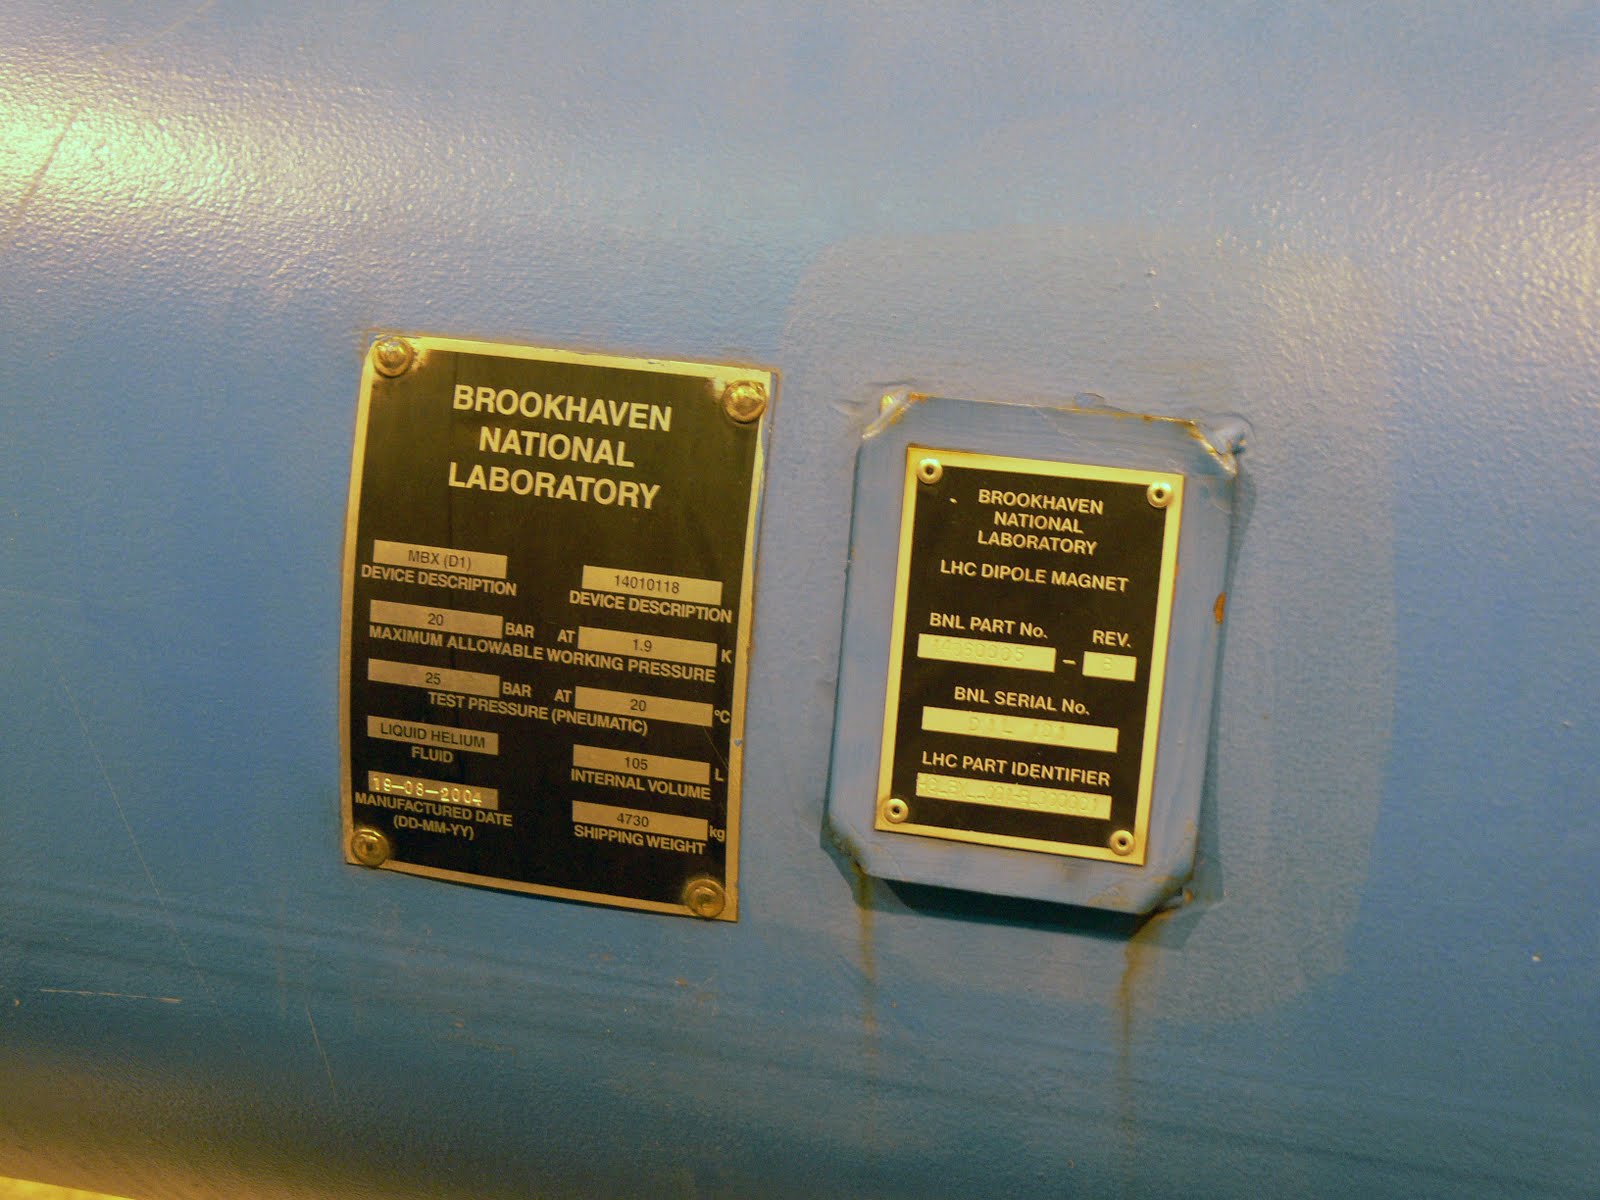 BROOKHAVEN
NATIONAL
LABORATORY
MBX (D1)
DEVICE DESCRIPTION
14010118
DEVICE DESCRIPTION
20 BAR AT 1.9 K
MAXIMUM ALLOWABLE WORKING PRESSURE
25 BAR AT 20 °C
TEST PRESSURE (PNEUMATIC)
LIQUID HELIUM
FLUID
105 L
INTERNAL VOLUME
19-08-2004
MANUFACTURED DATE
(DD-MM-YY)
4730 kg
SHIPPING WEIGHT
BROOKHAVEN
NATIONAL
LABORATORY
LHC DIPOLE MAGNET
BNL PART No. REV.
-
BNL SERIAL No.
LHC PART IDENTIFIER